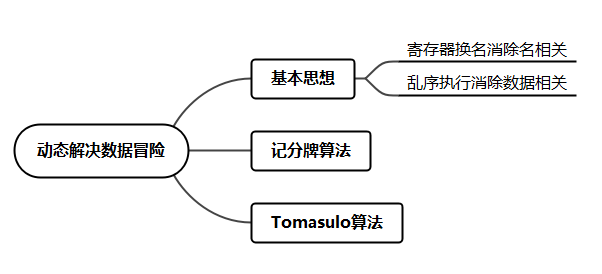 动态解决数据冒险
基本思想
寄存器换名消除名相关
乱序执行消除数据相关
记分牌算法
Tomasulo算法